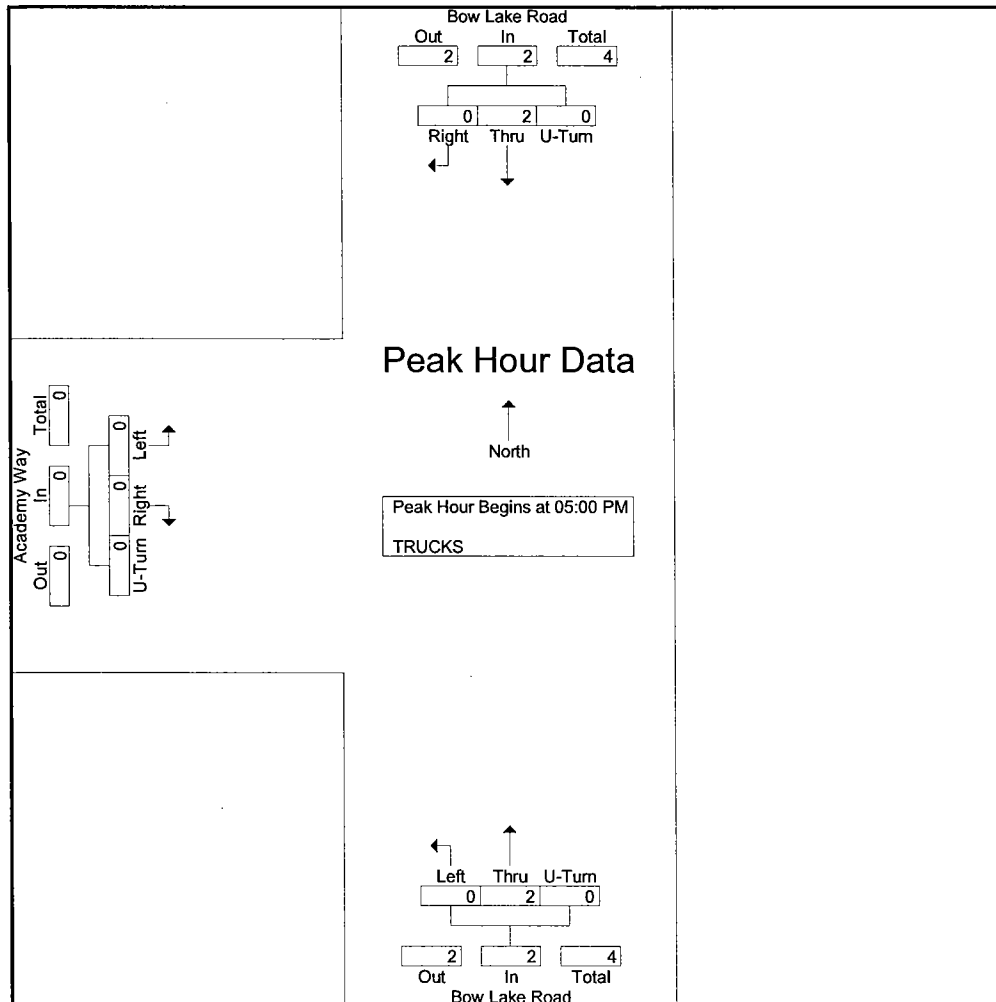 Bow Lake Road
Out In Total
2 2 4
0 2 0
Right Thru U-Turn
Peak Hour Data
North
Peak Hour Begins at 05:00 PM
TRUCKS
Academy Way
Out In Total
0 0 0
0 0 0
U-Turn Right Left
Left Thru U-Turn
0 2 0
2 2 4
Out In Total
Bow Lake Road